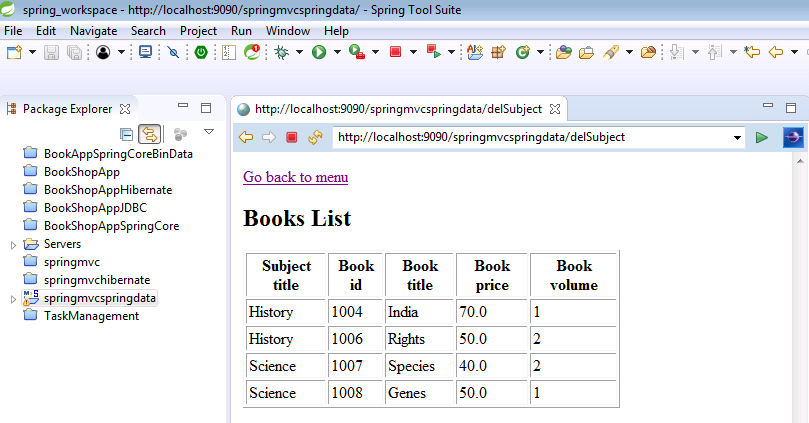 spring_workspace - http://localhost:9090/springmvcspringdata/ - Spring Tool Suite
File Edit Navigate Search Project Run Window Help
Package Explorer
BookAppSpringCoreBinData
BookShopApp
BookShopAppHibernate
BookShopAppJDBC
BookShopAppSpringCore
Servers
springmvc
springmvchibernate
springmvcspringdata
TaskManagement
http://localhost:9090/springmvcspringdata/delSubject
http://localhost:9090/springmvcspringdata/delSubject
Go back to menu
Books List
Subject title Book id Book title Book price Book volume
History 1004 India 70.0 1
History 1006 Rights 50.0 2
Science 1007 Species 40.0 2
Science 1008 Genes 50.0 1